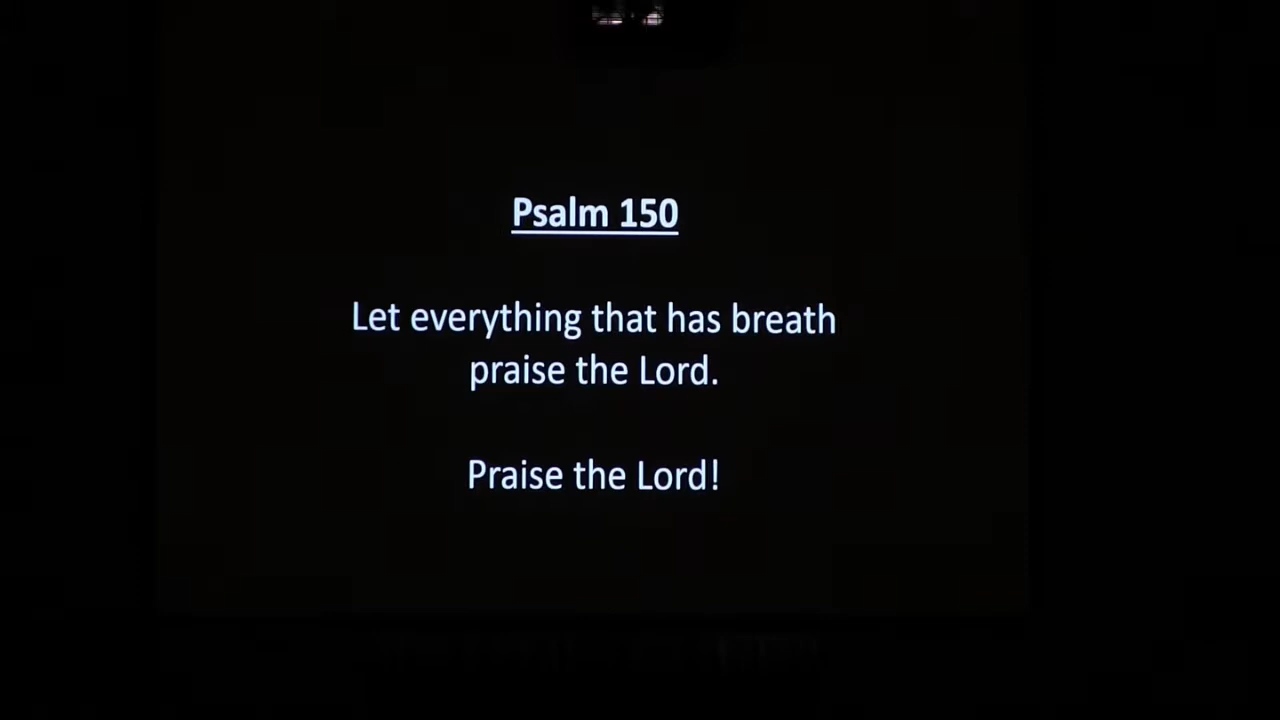 Psalm 150
Let everything that has breath
praise the Lord.
Praise the Lord!